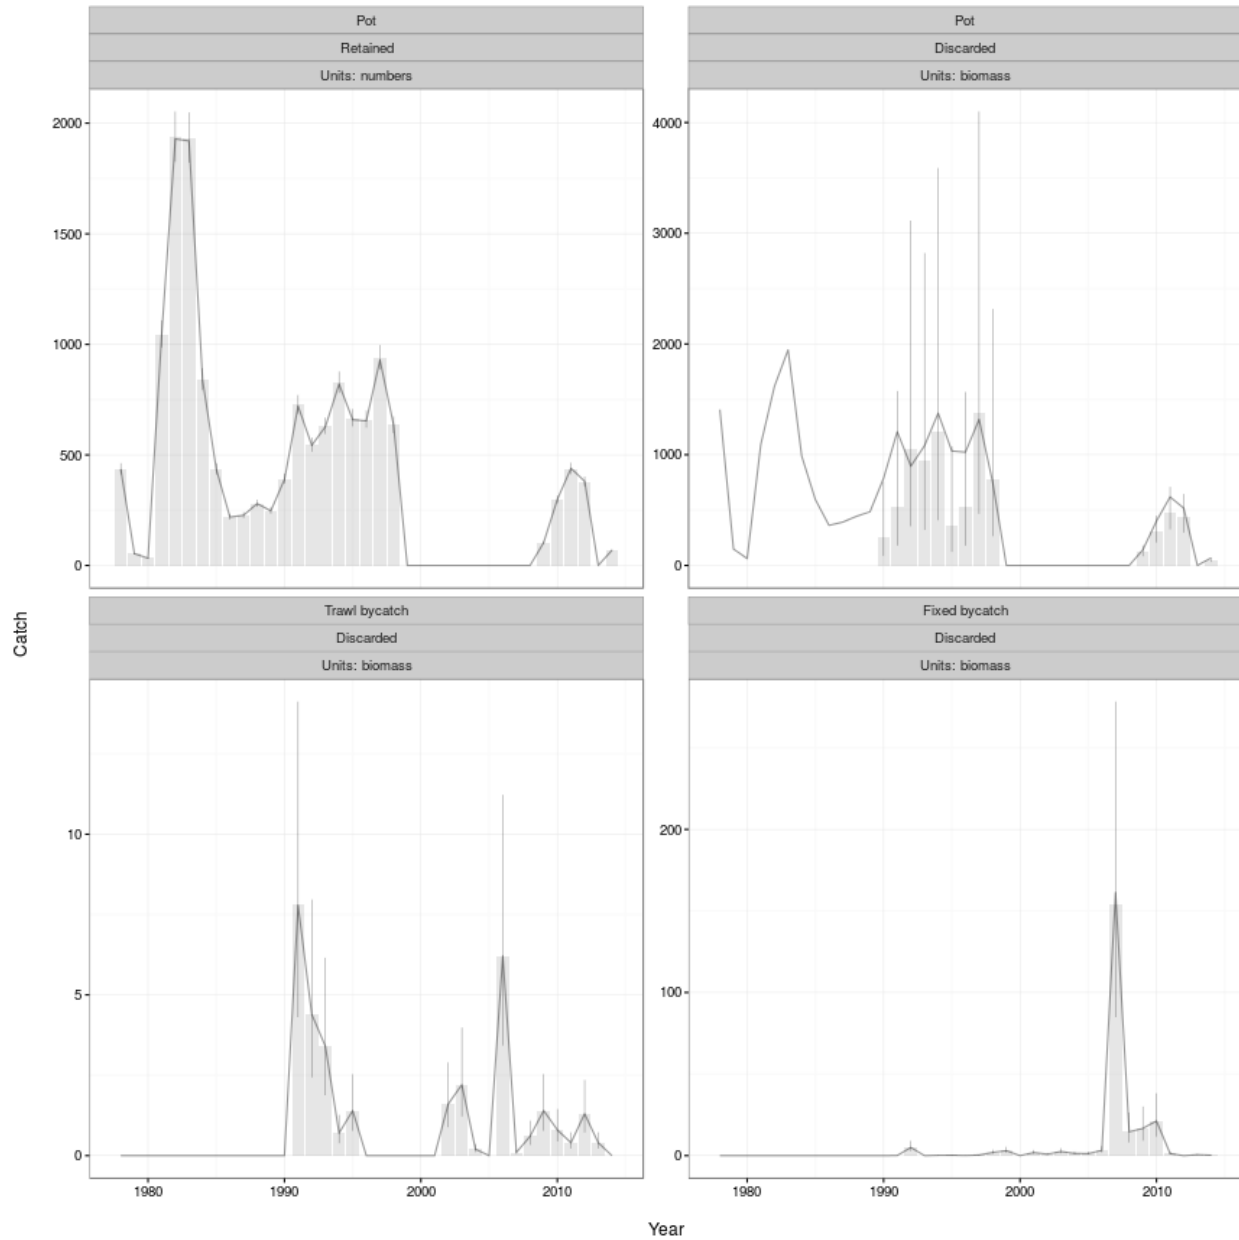 Pot
Retained
Units: numbers
Pot
Discarded
Units: biomass
2000
1500
1000
500
0
4000
3000
2000
1000
0
Catch
Trawl bycatch
Discarded
Units: biomass
Fixed bycatch
Discarded
Units: biomass
10
5
0
200
100
0
1980 1990 2000 2010
1980 1990 2000 2010
Year